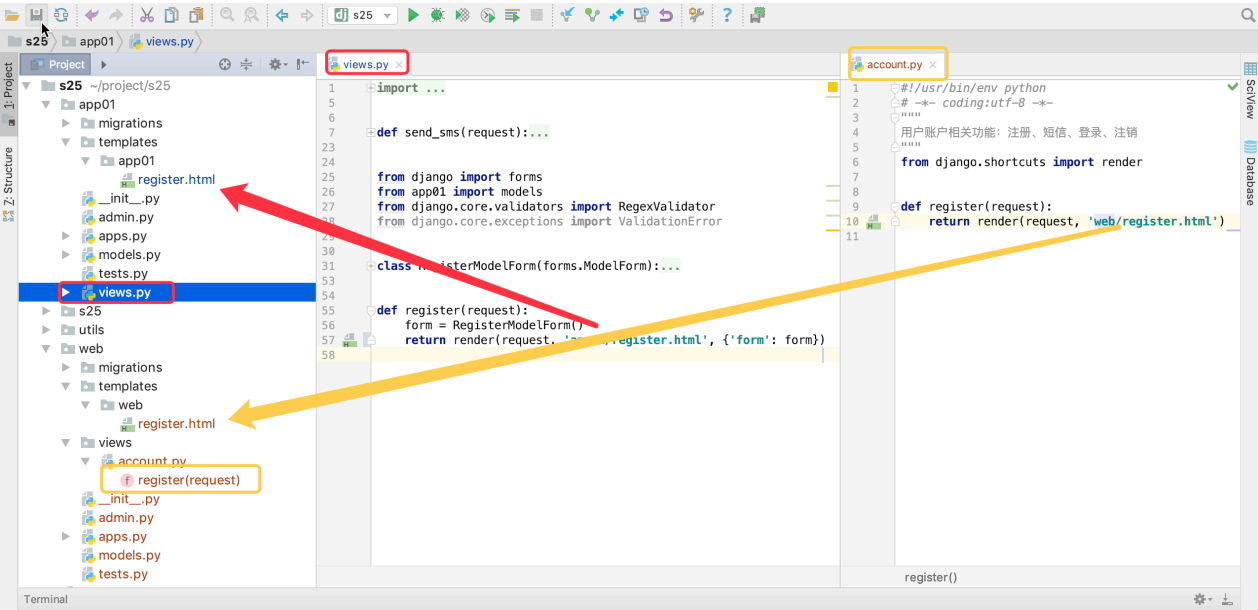 s25
s25
app01
views.py
1: Project
Z: Structure
Project
s25 ~/project/s25
app01
migrations
templates
app01
register.html
__init__.py
admin.py
apps.py
models.py
tests.py
views.py
s25
utils
web
migrations
templates
web
register.html
views
account.py
register(request)
__init__.py
admin.py
apps.py
models.py
tests.py
views.py
1 import ...
5
6
7 def send_sms(request):...
23
24
25 from django import forms
26 from app01 import models
27 from django.core.validators import RegexValidator
28 from django.core.exceptions import ValidationError
29
30
31 class RegisterModelForm(forms.ModelForm):...
53
54
55 def register(request):
56 form = RegisterModelForm()
57 return render(request, register.html', {'form': form})
58
account.py
1 #!/usr/bin/env python
2 # -*- coding:utf-8 -*-
3 """
4 用户账户相关功能：注册、短信、登录、注销
5 """
6 from django.shortcuts import render
7
8
9 def register(request):
10 return render(request, 'web/register.html')
11
register()
SciView
Database
Terminal